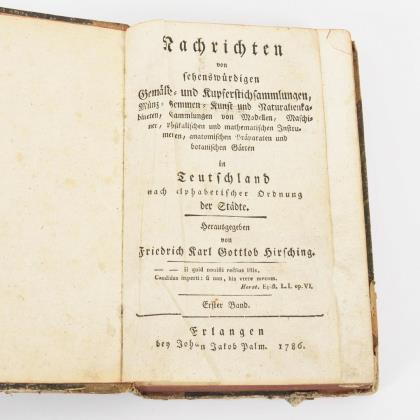 Nachrichten
von
sehenswürdigen
Gemälde- und Kupferstichsammlungen,
Münz- Gemmen- Kunst und Naturalienka-
bineten, Sammlungen von Modellen, Maschi-
nen, physikalischen und mathematischen Instru-
menten, anatomischen Präparaten und
botanischen Gärten
in
Teutschland
nach alphabetischer Ordnung
der Städte.
Herausgegeben
von
Friedrich Karl Gottlob Hirsching.
— — si quid novisti rectius istis,
Candidus imperti: si non, his utere mecum.
Horat. Epist. L.I. ep. VI.
Erster Band.
Erlangen
bey Johan Jakob Palm. 1786.